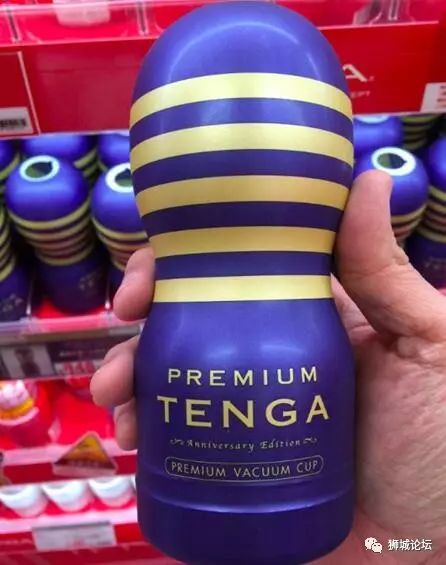 PREMIUM
TENGA
Anniversary Edition
PREMIUM VACUUM CUP
狮城论坛